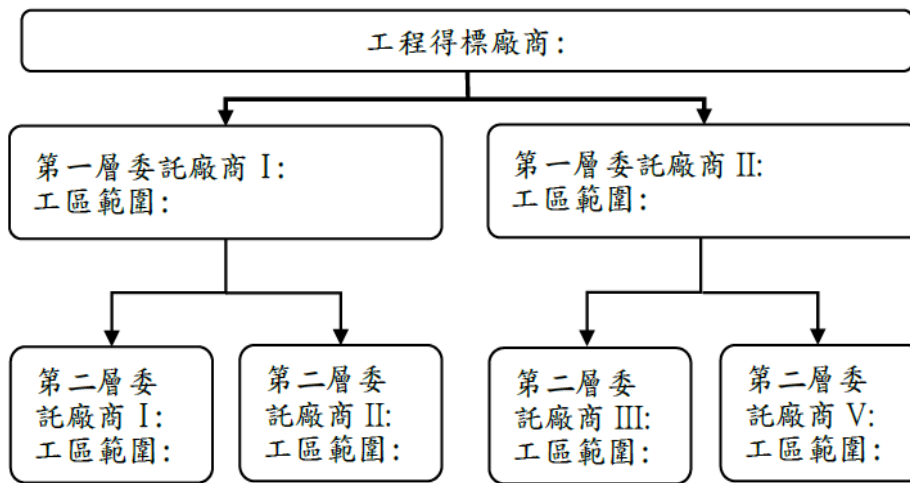 工程得標廠商:
第一層委託廠商 I:
工區範圍:
第一層委託廠商 II:
工區範圍:
第二層委
託廠商 I:
工區範圍:
第二層委
託廠商 II:
工區範圍:
第二層委
託廠商 III:
工區範圍:
第二層委
託廠商 V:
工區範圍: